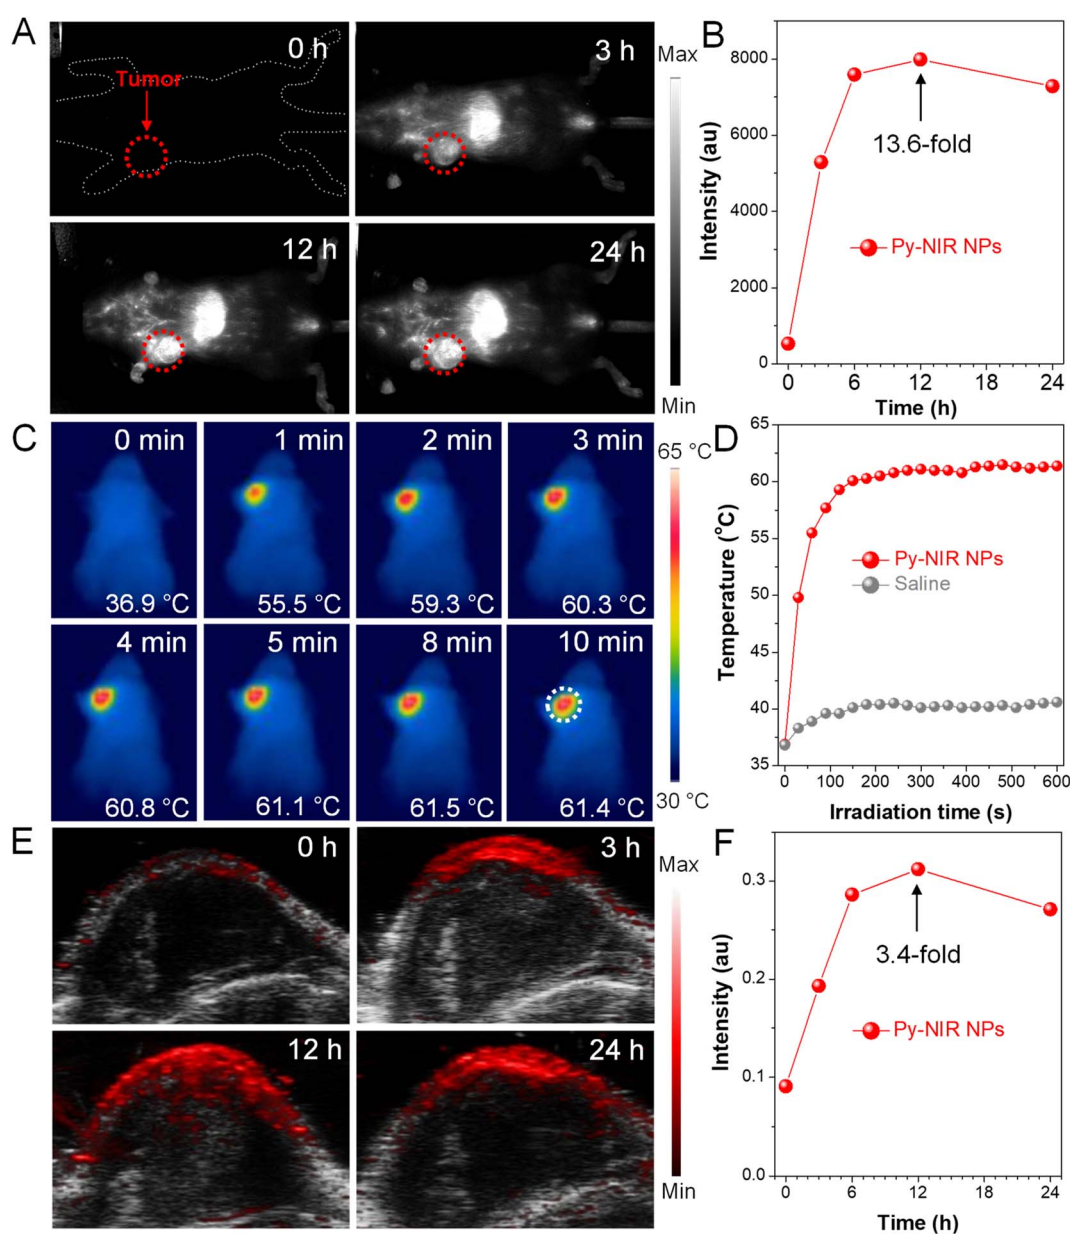 A
0 h
Tumor
3 h
12 h
24 h
Max
Min
B
Intensity (au)
8000
6000
4000
2000
0
13.6-fold
Py-NIR NPs
0 6 12 18 24
Time (h)
C
0 min
36.9 °C
1 min
55.5 °C
2 min
59.3 °C
3 min
60.3 °C
4 min
60.8 °C
5 min
61.1 °C
8 min
61.5 °C
10 min
61.4 °C
65 °C
30 °C
D
Temperature (°C)
65
60
55
50
45
40
35
Py-NIR NPs
Saline
0 100 200 300 400 500 600
Irradiation time (s)
E
0 h
3 h
12 h
24 h
Max
Min
F
Intensity (au)
0.3
0.2
0.1
0.0
3.4-fold
Py-NIR NPs
0 6 12 18 24
Time (h)